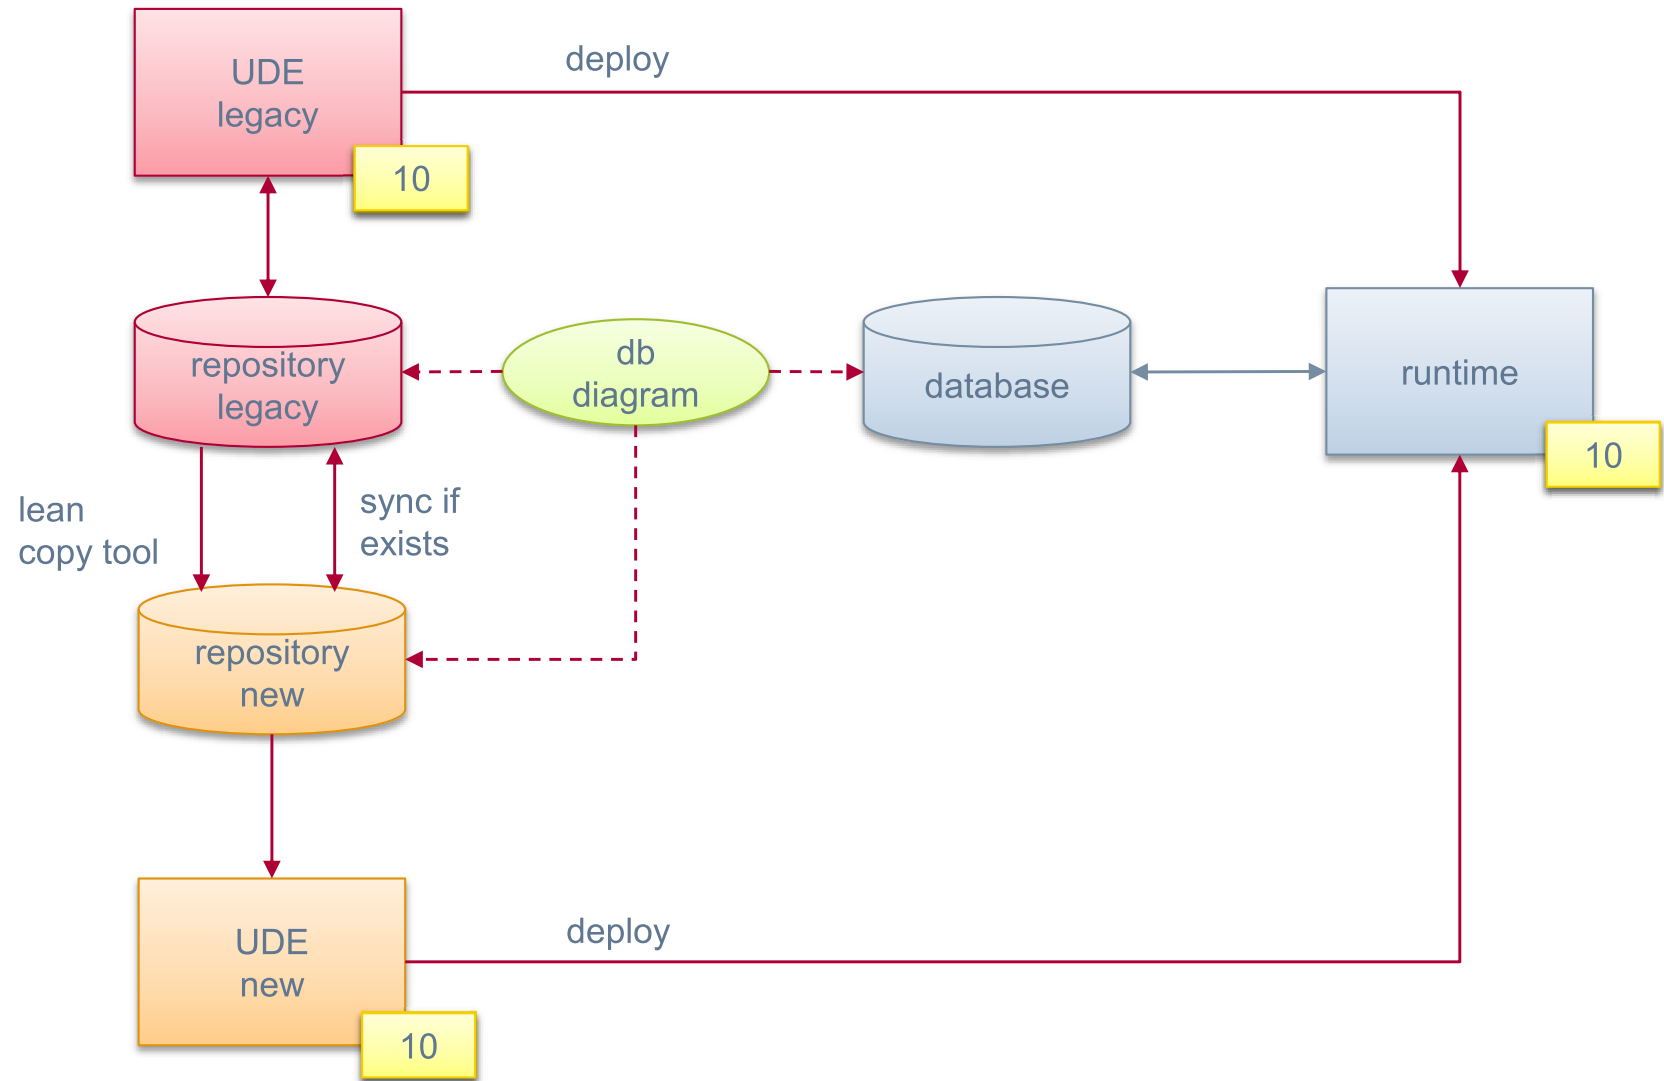 UDE
legacy
10
deploy
repository
legacy
db
diagram
database
runtime
10
lean
copy tool
sync if
exists
repository
new
UDE
new
10
deploy